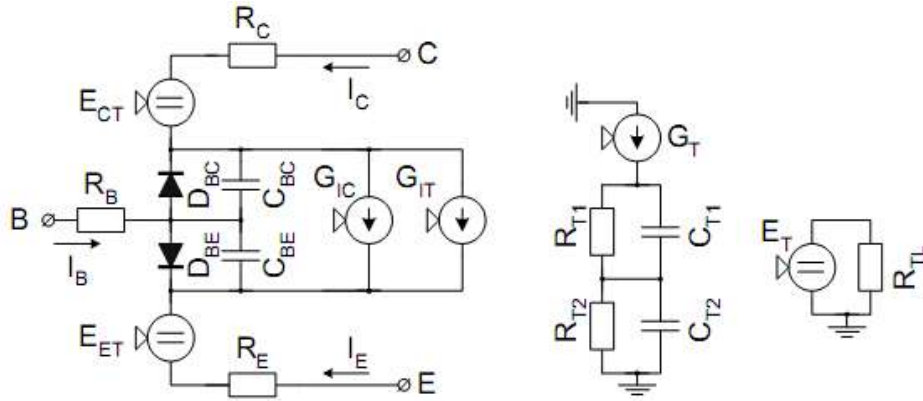 R_C
C
I_C
E_CT
G_T
R_B
D_BC
C_BC
G_IC
G_IT
B
I_B
D_BE
C_BE
R_T1
C_T1
E_T
R_TL
E_ET
R_T2
C_T2
R_E
I_E
E